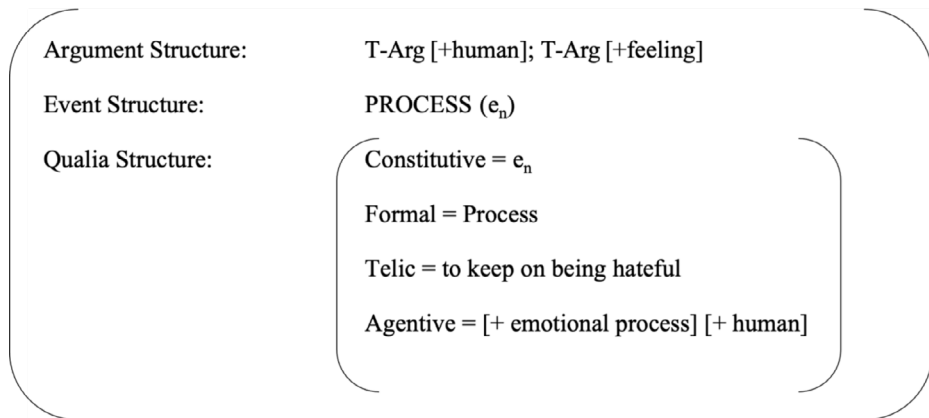 Argument Structure: T-Arg [+human]; T-Arg [+feeling]
Event Structure: PROCESS (eₙ)
Qualia Structure: Constitutive = eₙ
Formal = Process
Telic = to keep on being hateful
Agentive = [+ emotional process] [+ human]